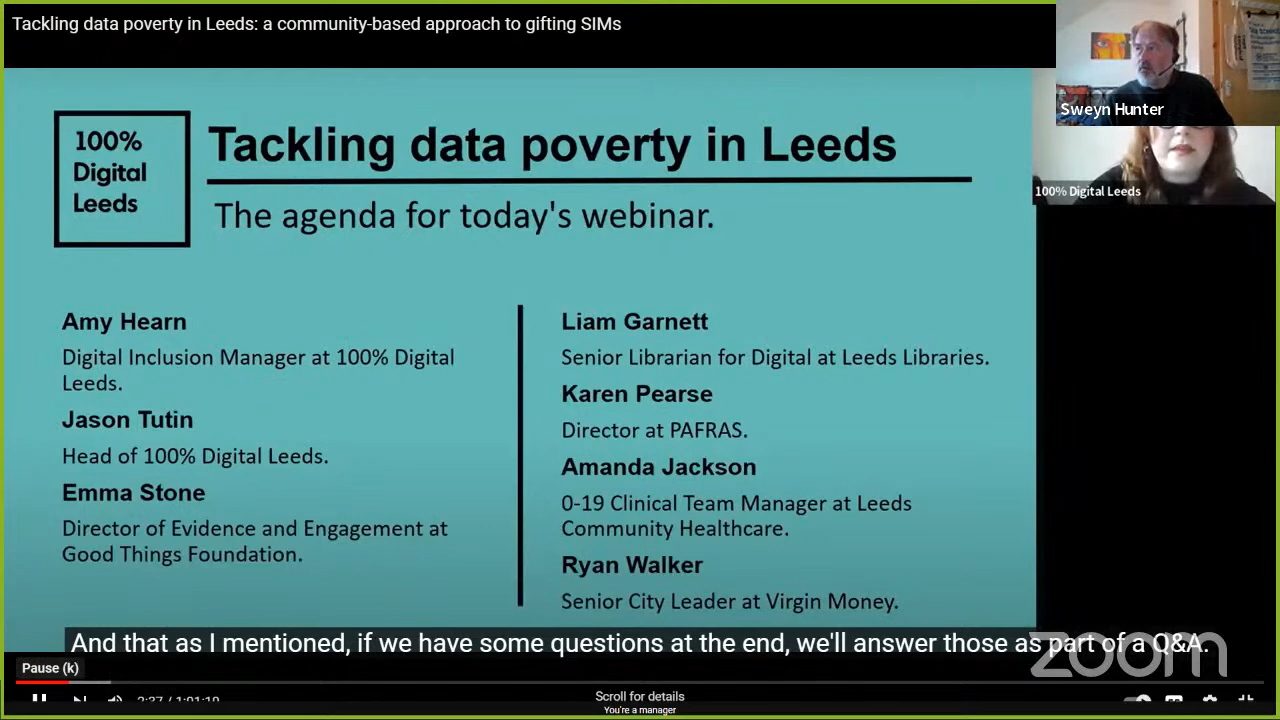 Tackling data poverty in Leeds: a community-based approach to gifting SIMs
Sweyn Hunter
100% Digital Leeds
100%
Digital
Leeds
Tackling data poverty in Leeds
The agenda for today's webinar.
Amy Hearn
Digital Inclusion Manager at 100% Digital
Leeds.
Jason Tutin
Head of 100% Digital Leeds.
Emma Stone
Director of Evidence and Engagement at
Good Things Foundation.
Liam Garnett
Senior Librarian for Digital at Leeds Libraries.
Karen Pearse
Director at PAFRAS.
Amanda Jackson
0-19 Clinical Team Manager at Leeds
Community Healthcare.
Ryan Walker
Senior City Leader at Virgin Money.
And that as I mentioned, if we have some questions at the end, we'll answer those as part of a Q&A.
zoom
Pause (k)
2:37 / 1:01:19
Scroll for details
You're a manager